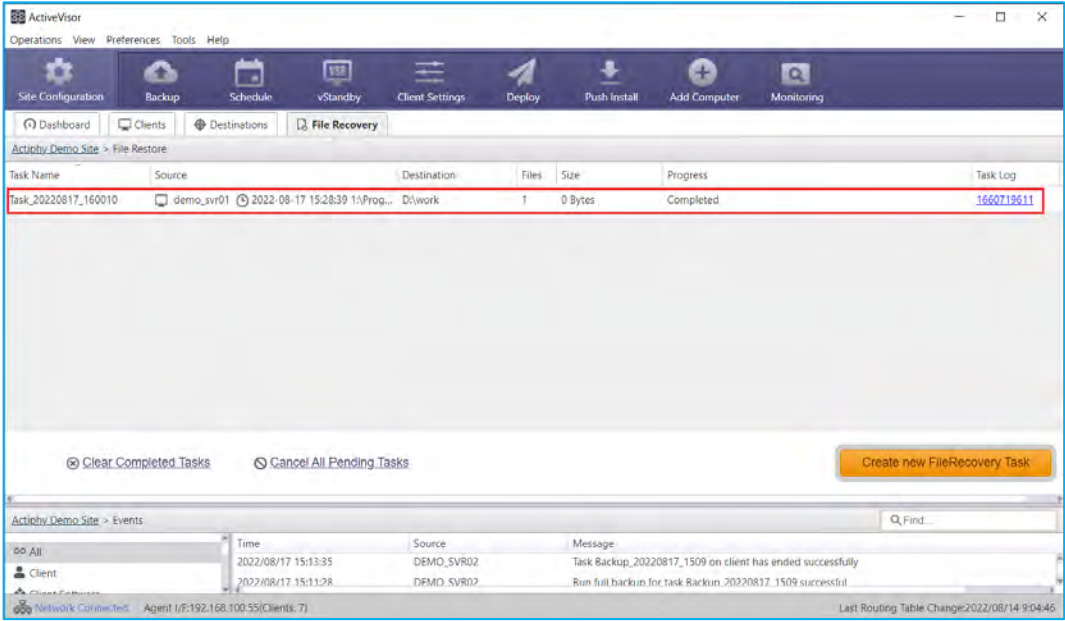 ActiveVisor
Operations View Preferences Tools Help
Site Configuration Backup Schedule vStandby Client Settings Deploy Push Install Add Computer Monitoring
Dashboard Clients Destinations File Recovery
Actiphy Demo Site > File Restore
Task Name Source Destination Files Size Progress Task Log
Task_20220817_160010 demo_svr01 2022-08-17 15:28:39 1:\Prog... D:\work 1 0 Bytes Completed 1660719611
Clear Completed Tasks Cancel All Pending Tasks Create new FileRecovery Task
Actiphy Demo Site > Events Find...
All Time Source Message
2022/08/17 15:13:35 DEMO_SVR02 Task Backup_20220817_1509 on client has ended successfully
Client
2022/08/17 15:11:28 DEMO_SVR02 Run full backup for task Backup_20220817_1509 successful
Client Software
Network Connected Agent I/F:192.168.100.55(Clients: 7) Last Routing Table Change:2022/08/14 9:04:46